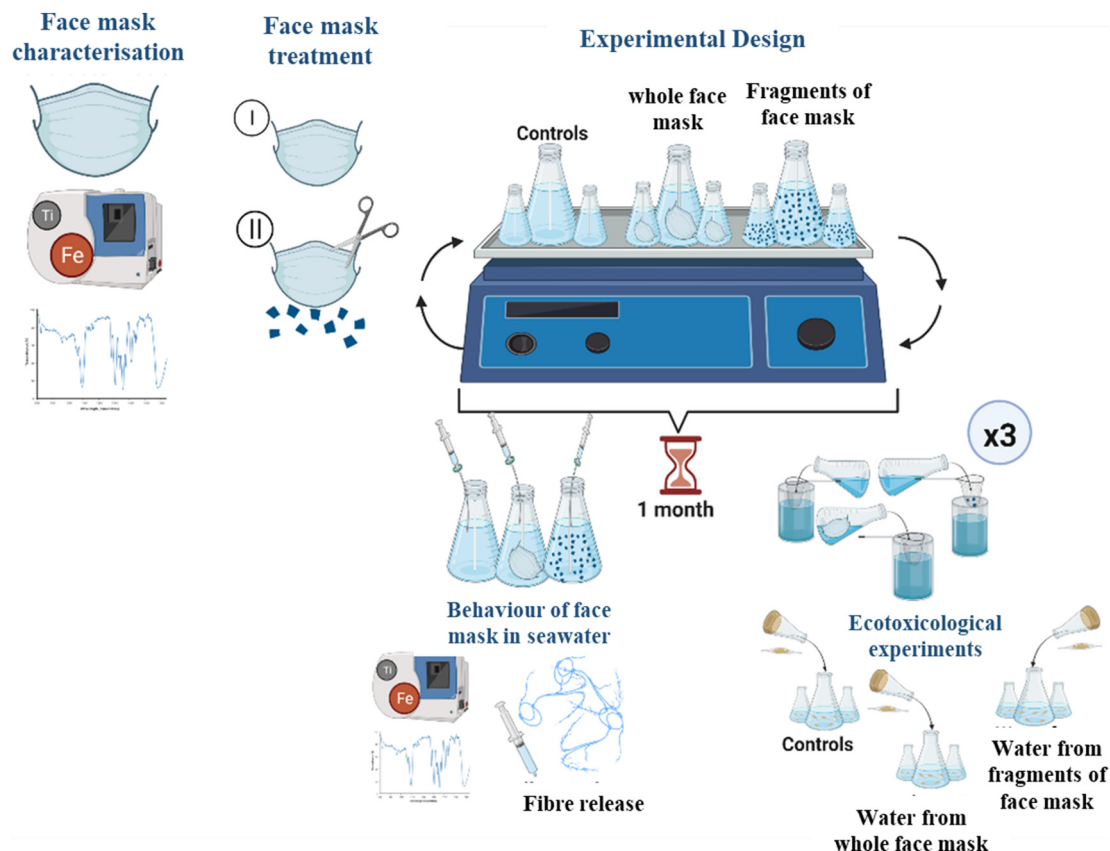 Face mask
characterisation
Face mask
treatment
Experimental Design
I
II
Ti
Fe
Controls
whole face
mask
Fragments of
face mask
1 month
x3
Behaviour of face
mask in seawater
Ti
Fe
Fibre release
Ecotoxicological
experiments
Controls
Water from
whole face mask
Water from
fragments of
face mask